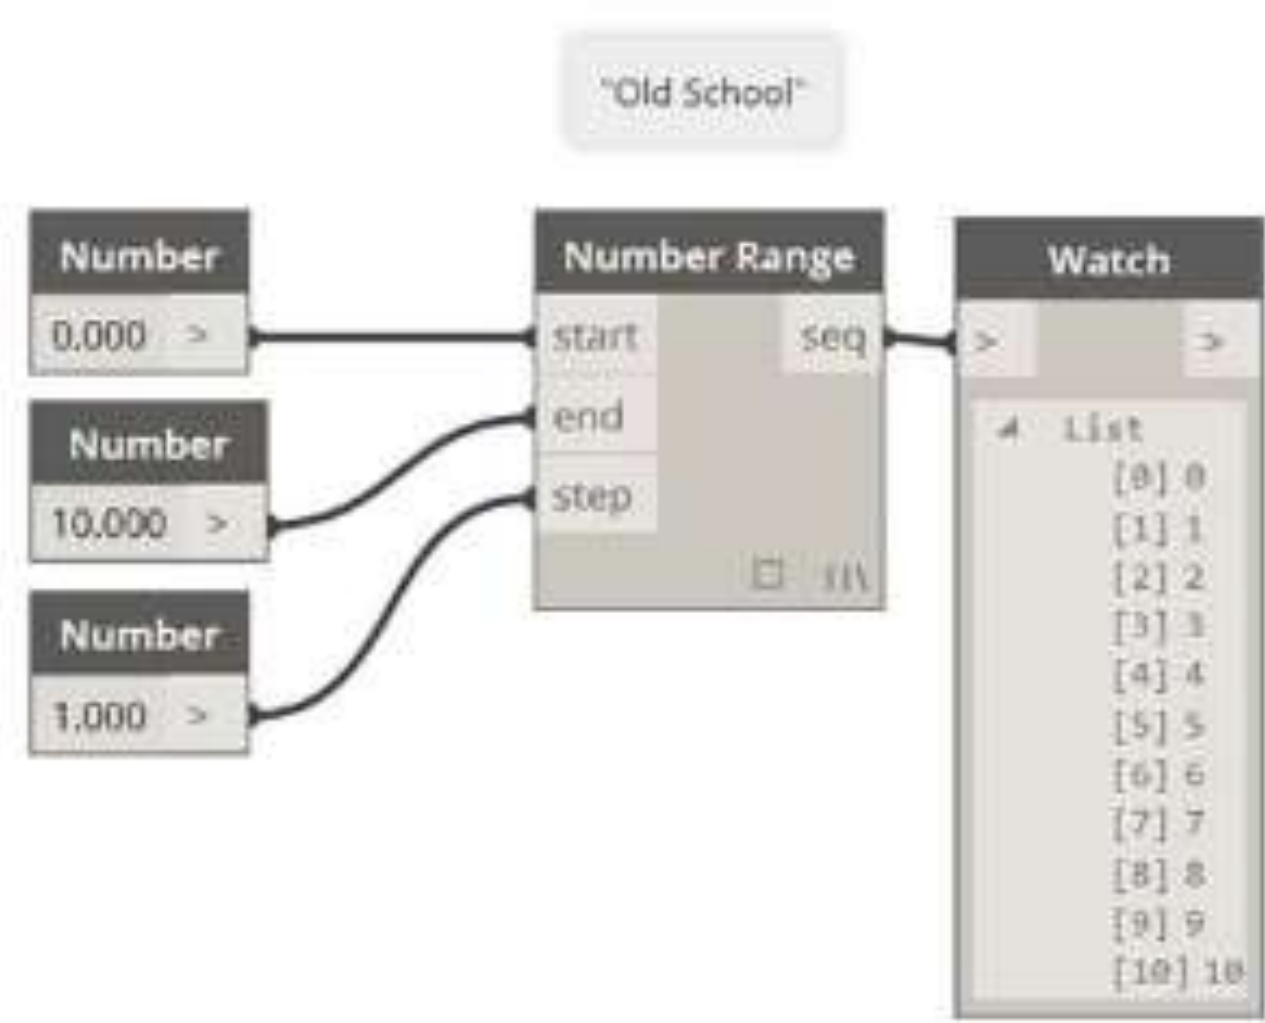 "Old School"
Number
0.000 >
Number
10.000 >
Number
1.000 >
Number Range
start seq
end
step
Watch
> >
List
[0] 0
[1] 1
[2] 2
[3] 3
[4] 4
[5] 5
[6] 6
[7] 7
[8] 8
[9] 9
[10] 10